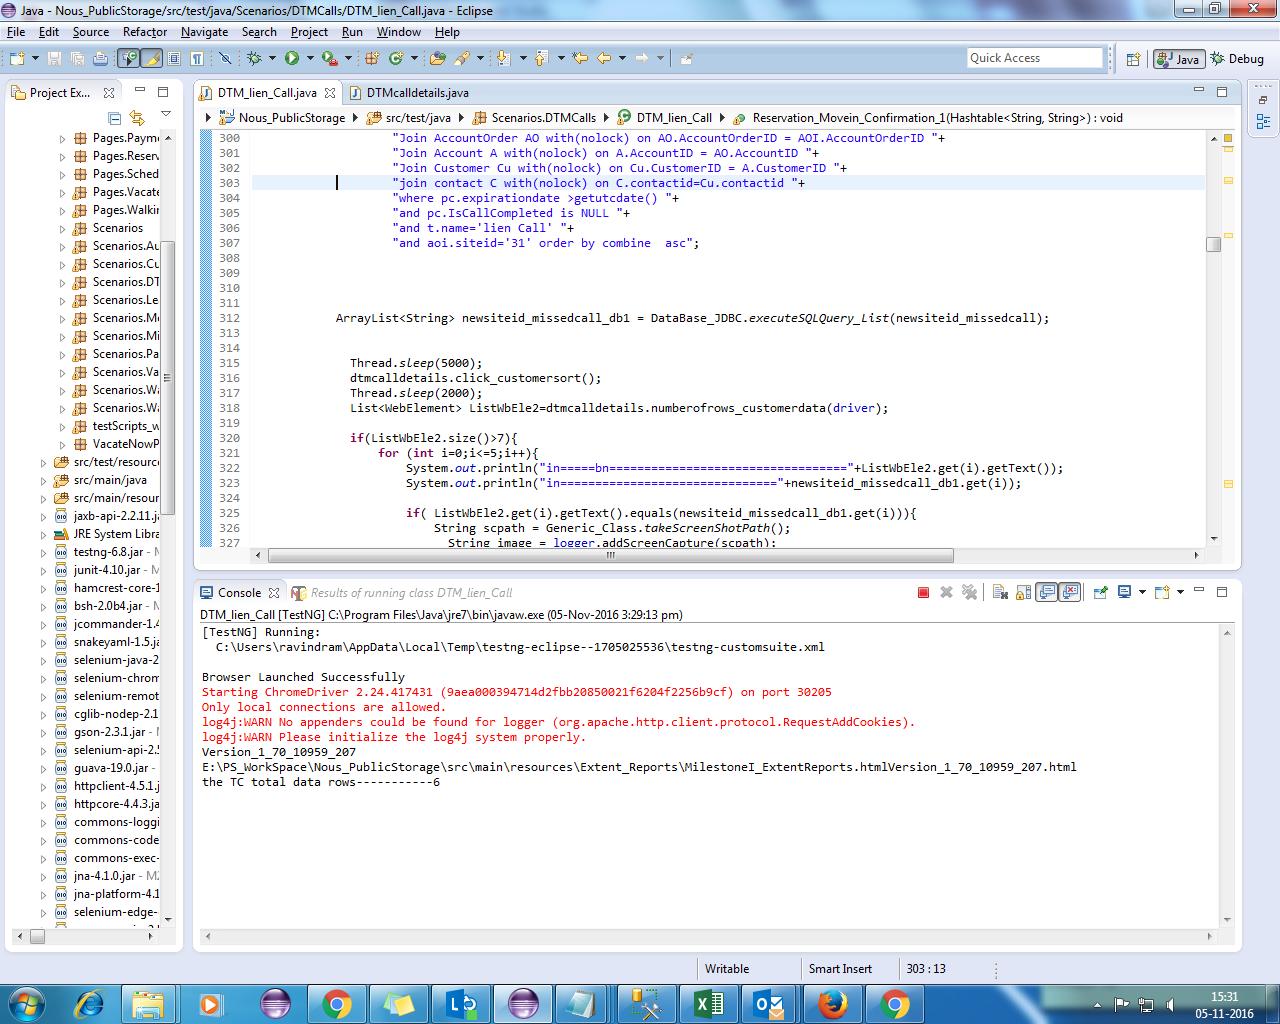 Java - Nous_PublicStorage/src/test/java/Scenarios/DTMCalls/DTM_lien_Call.java - Eclipse
File Edit Source Refactor Navigate Search Project Run Window Help
Quick Access
Java
Debug
Project Ex...
Pages.Paym
Pages.Reser
Pages.Sched
Pages.Vacate
Pages.Walkin
Scenarios
Scenarios.Au
Scenarios.Cu
Scenarios.DT
Scenarios.Le
Scenarios.Mo
Scenarios.Mi
Scenarios.Pa
Scenarios.Va
Scenarios.Wa
Scenarios.Wa
testScripts_w
VacateNowP
src/test/resourc
src/main/java
src/main/resour
jaxb-api-2.2.11.j
JRE System Libra
testng-6.8.jar - M
junit-4.10.jar - M
hamcrest-core-1
bsh-2.0b4.jar - M
jcommander-1.4
snakeyaml-1.5.ja
selenium-java-2
selenium-chrom
selenium-remot
cglib-nodep-2.1
gson-2.3.1.jar - M
selenium-api-2.5
guava-19.0.jar -
httpclient-4.5.1.j
httpcore-4.4.3.ja
commons-loggi
commons-code
commons-exec-
jna-4.1.0.jar - M2
jna-platform-4.1
selenium-edge-
DTM_lien_Call.java
DTMcalldetails.java
Nous_PublicStorage
src/test/java
Scenarios.DTMCalls
DTM_lien_Call
Reservation_Movein_Confirmation_1(Hashtable<String, String>) : void
300 "Join AccountOrder AO with(nolock) on AO.AccountOrderID = AOI.AccountOrderID "+
301 "Join Account A with(nolock) on A.AccountID = AO.AccountID "+
302 "Join Customer Cu with(nolock) on Cu.CustomerID = A.CustomerID "+
303 "join contact C with(nolock) on C.contactid=Cu.contactid "+
304 "where pc.expirationdate >getutcdate() "+
305 "and pc.IsCallCompleted is NULL "+
306 "and t.name='lien Call' "+
307 "and aoi.siteid='31' order by combine  asc";
308
309
310
311
312 ArrayList<String> newsiteid_missedcall_db1 = DataBase_JDBC.executeSQLQuery_List(newsiteid_missedcall);
313
314
315 Thread.sleep(5000);
316 dtmcalldetails.click_customersort();
317 Thread.sleep(2000);
318 List<WebElement> ListWbEle2=dtmcalldetails.numberofrows_customerdata(driver);
319
320 if(ListWbEle2.size()>7){
321 for (int i=0;i<=5;i++){
322 System.out.println("in=====bn==================================="+ListWbEle2.get(i).getText());
323 System.out.println("in==============================="+newsiteid_missedcall_db1.get(i));
324
325 if( ListWbEle2.get(i).getText().equals(newsiteid_missedcall_db1.get(i))){
326 String scpath = Generic_Class.takeScreenShotPath();
327 String image = logger.addScreenCapture(scpath);
Console
Results of running class DTM_lien_Call
DTM_lien_Call [TestNG] C:\Program Files\Java\jre7\bin\javaw.exe (05-Nov-2016 3:29:13 pm)
[TestNG] Running:
C:\Users\ravindram\AppData\Local\Temp\testng-eclipse--1705025536\testng-customsuite.xml
Browser Launched Successfully
Starting ChromeDriver 2.24.417431 (9aea000394714d2fbb20850021f6204f2256b9cf) on port 30205
Only local connections are allowed.
log4j:WARN No appenders could be found for logger (org.apache.http.client.protocol.RequestAddCookies).
log4j:WARN Please initialize the log4j system properly.
Version_1_70_10959_207
E:\PS_WorkSpace\Nous_PublicStorage\src\main\resources\Extent_Reports\MilestoneI_ExtentReports.htmlVersion_1_70_10959_207.html
the TC total data rows-----------6
Writable
Smart Insert
303 : 13
15:31
05-11-2016